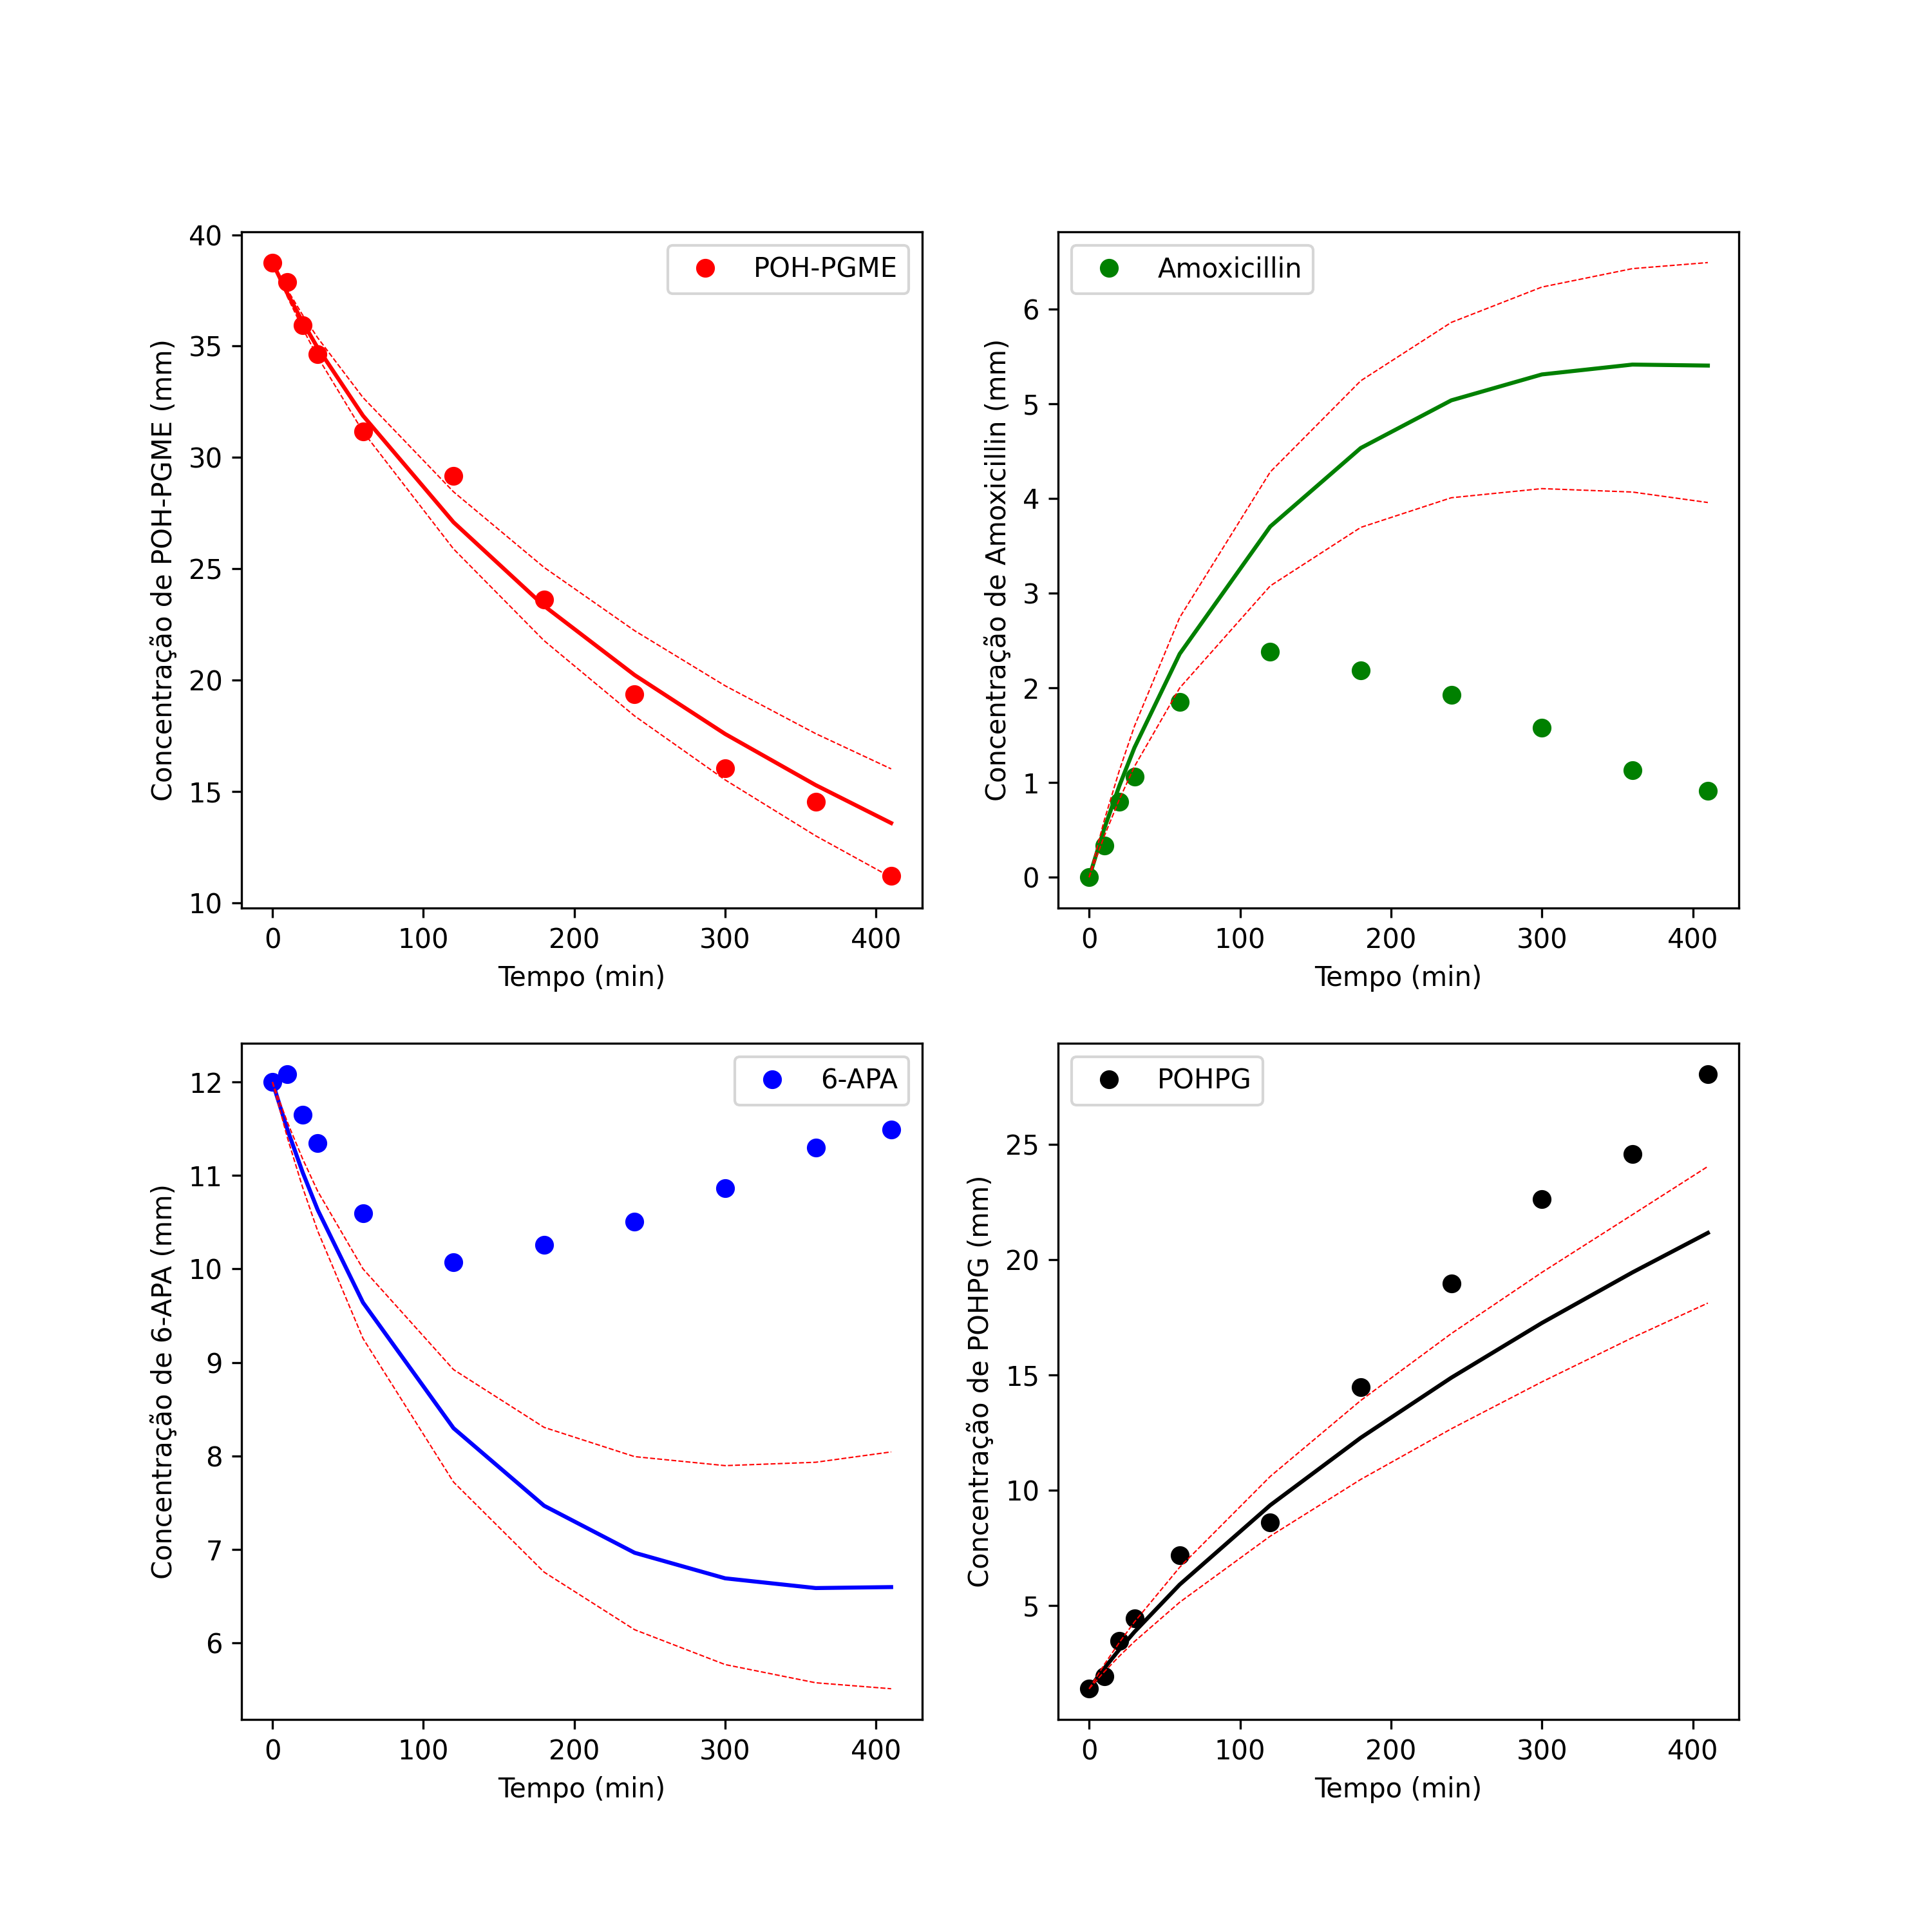 POH-PGME
40
35
30
25
20
15
10
Concentração de POH-PGME (mm)
0 100 200 300 400
Tempo (min)
Amoxicillin
6
5
4
3
2
1
0
Concentração de Amoxicillin (mm)
0 100 200 300 400
Tempo (min)
6-APA
12
11
10
9
8
7
6
Concentração de 6-APA (mm)
0 100 200 300 400
Tempo (min)
POHPG
25
20
15
10
5
Concentração de POHPG (mm)
0 100 200 300 400
Tempo (min)